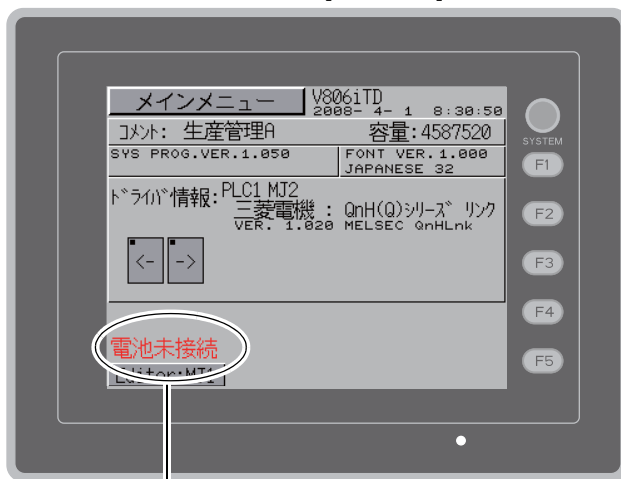 メインメニュー
V806iTD
2008- 4- 1 8:30:50
コメント: 生産管理A 容量:4587520
SYS PROG.VER.1.050
FONT VER.1.000
JAPANESE 32
ﾄﾞﾗｲﾊﾞ情報:PLC1 MJ2
三菱電機 : QnH(Q)ｼﾘｰｽﾞ ﾘﾝｸ
VER. 1.020 MELSEC QnHLnk
<- ->
電池未接続
Editor:MJ1
SYSTEM
F1
F2
F3
F4
F5